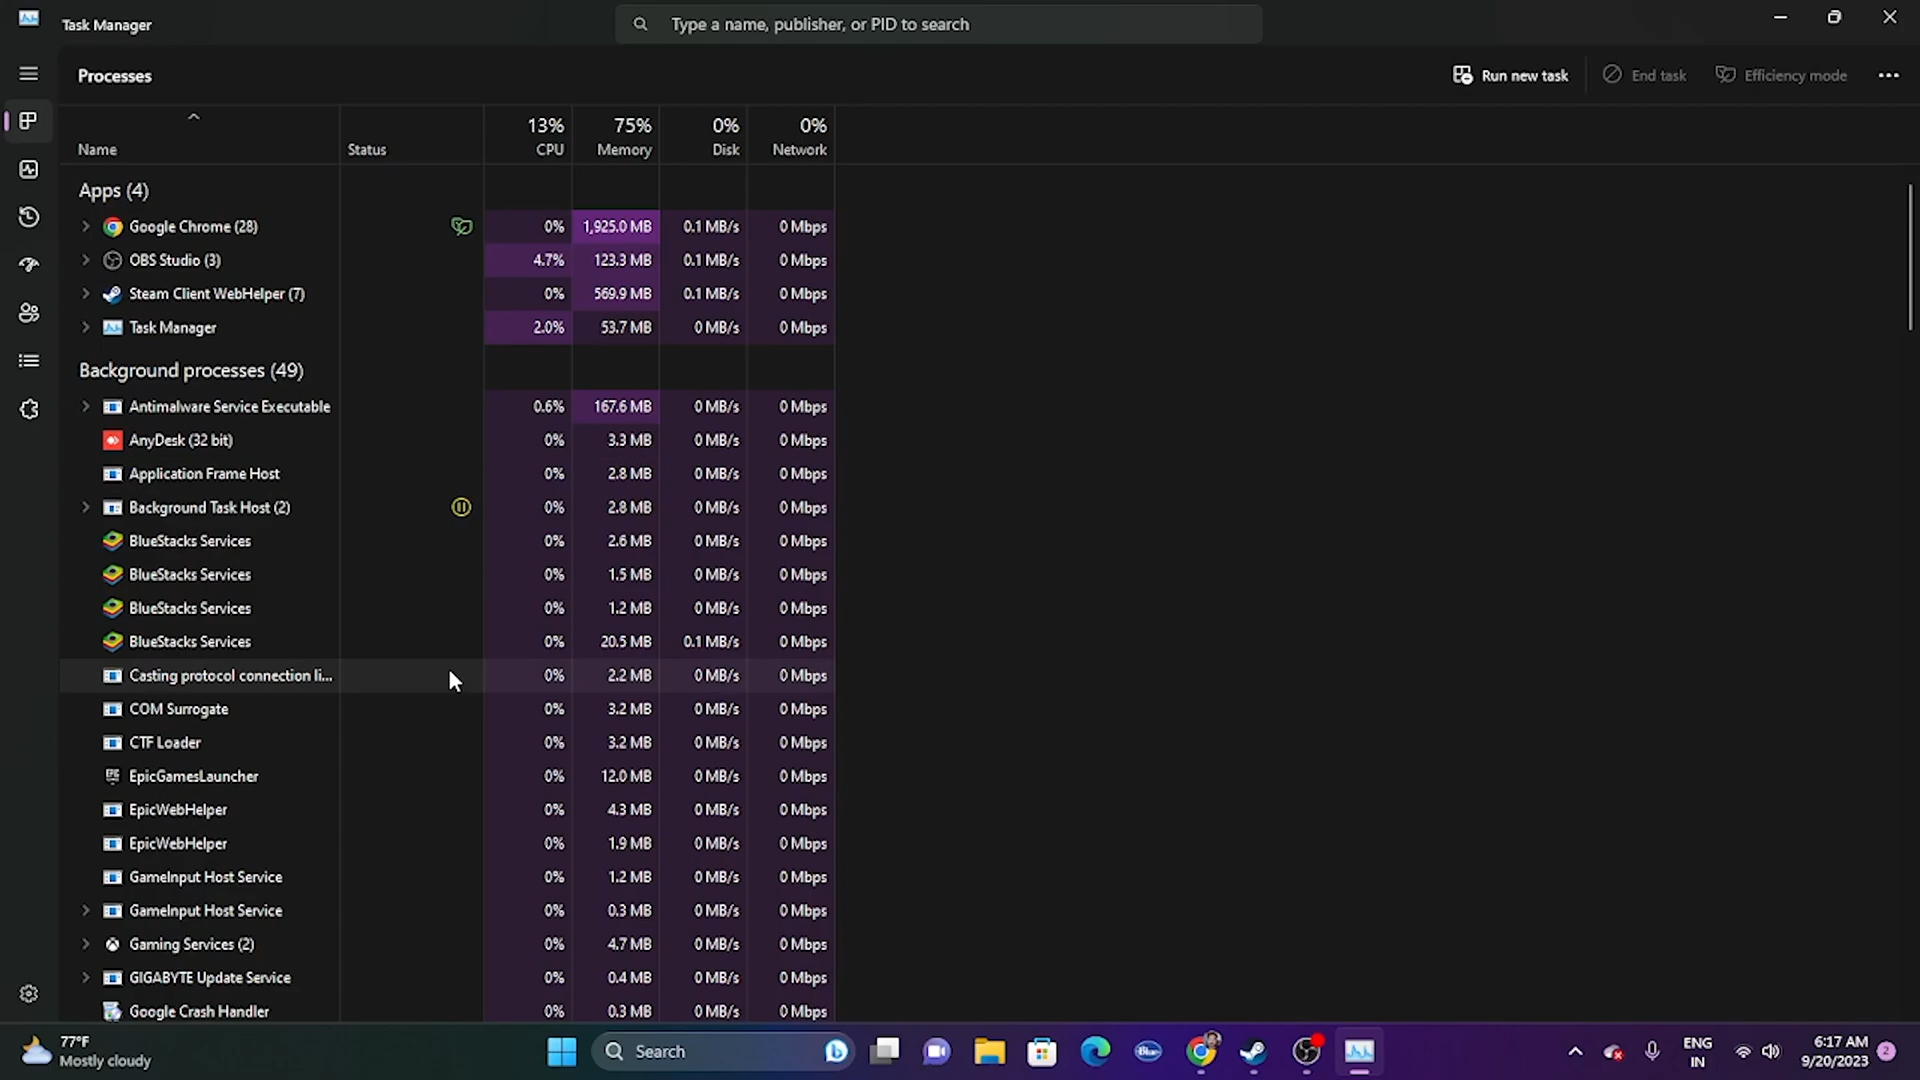 Task Manager
Type a name, publisher, or PID to search
Processes
Run new task
End task
Efficiency mode
13% 75% 0% 0%
Name Status CPU Memory Disk Network
Apps (4)
Google Chrome (28) 0% 1,925.0 MB 0.1 MB/s 0 Mbps
OBS Studio (3) 4.7% 123.3 MB 0.1 MB/s 0 Mbps
Steam Client WebHelper (7) 0% 569.9 MB 0.1 MB/s 0 Mbps
Task Manager 2.0% 53.7 MB 0 MB/s 0 Mbps
Background processes (49)
Antimalware Service Executable 0.6% 167.6 MB 0 MB/s 0 Mbps
AnyDesk (32 bit) 0% 3.3 MB 0 MB/s 0 Mbps
Application Frame Host 0% 2.8 MB 0 MB/s 0 Mbps
Background Task Host (2) 0% 2.8 MB 0 MB/s 0 Mbps
BlueStacks Services 0% 2.6 MB 0 MB/s 0 Mbps
BlueStacks Services 0% 1.5 MB 0 MB/s 0 Mbps
BlueStacks Services 0% 1.2 MB 0 MB/s 0 Mbps
BlueStacks Services 0% 20.5 MB 0.1 MB/s 0 Mbps
Casting protocol connection li... 0% 2.2 MB 0 MB/s 0 Mbps
COM Surrogate 0% 3.2 MB 0 MB/s 0 Mbps
CTF Loader 0% 3.2 MB 0 MB/s 0 Mbps
EpicGamesLauncher 0% 12.0 MB 0 MB/s 0 Mbps
EpicWebHelper 0% 4.3 MB 0 MB/s 0 Mbps
EpicWebHelper 0% 1.9 MB 0 MB/s 0 Mbps
GameInput Host Service 0% 1.2 MB 0 MB/s 0 Mbps
GameInput Host Service 0% 0.3 MB 0 MB/s 0 Mbps
Gaming Services (2) 0% 4.7 MB 0 MB/s 0 Mbps
GIGABYTE Update Service 0% 0.4 MB 0 MB/s 0 Mbps
Google Crash Handler 0% 0.3 MB 0 MB/s 0 Mbps
77°F
Mostly cloudy
Search
ENG
IN
6:17 AM
9/20/2023
2